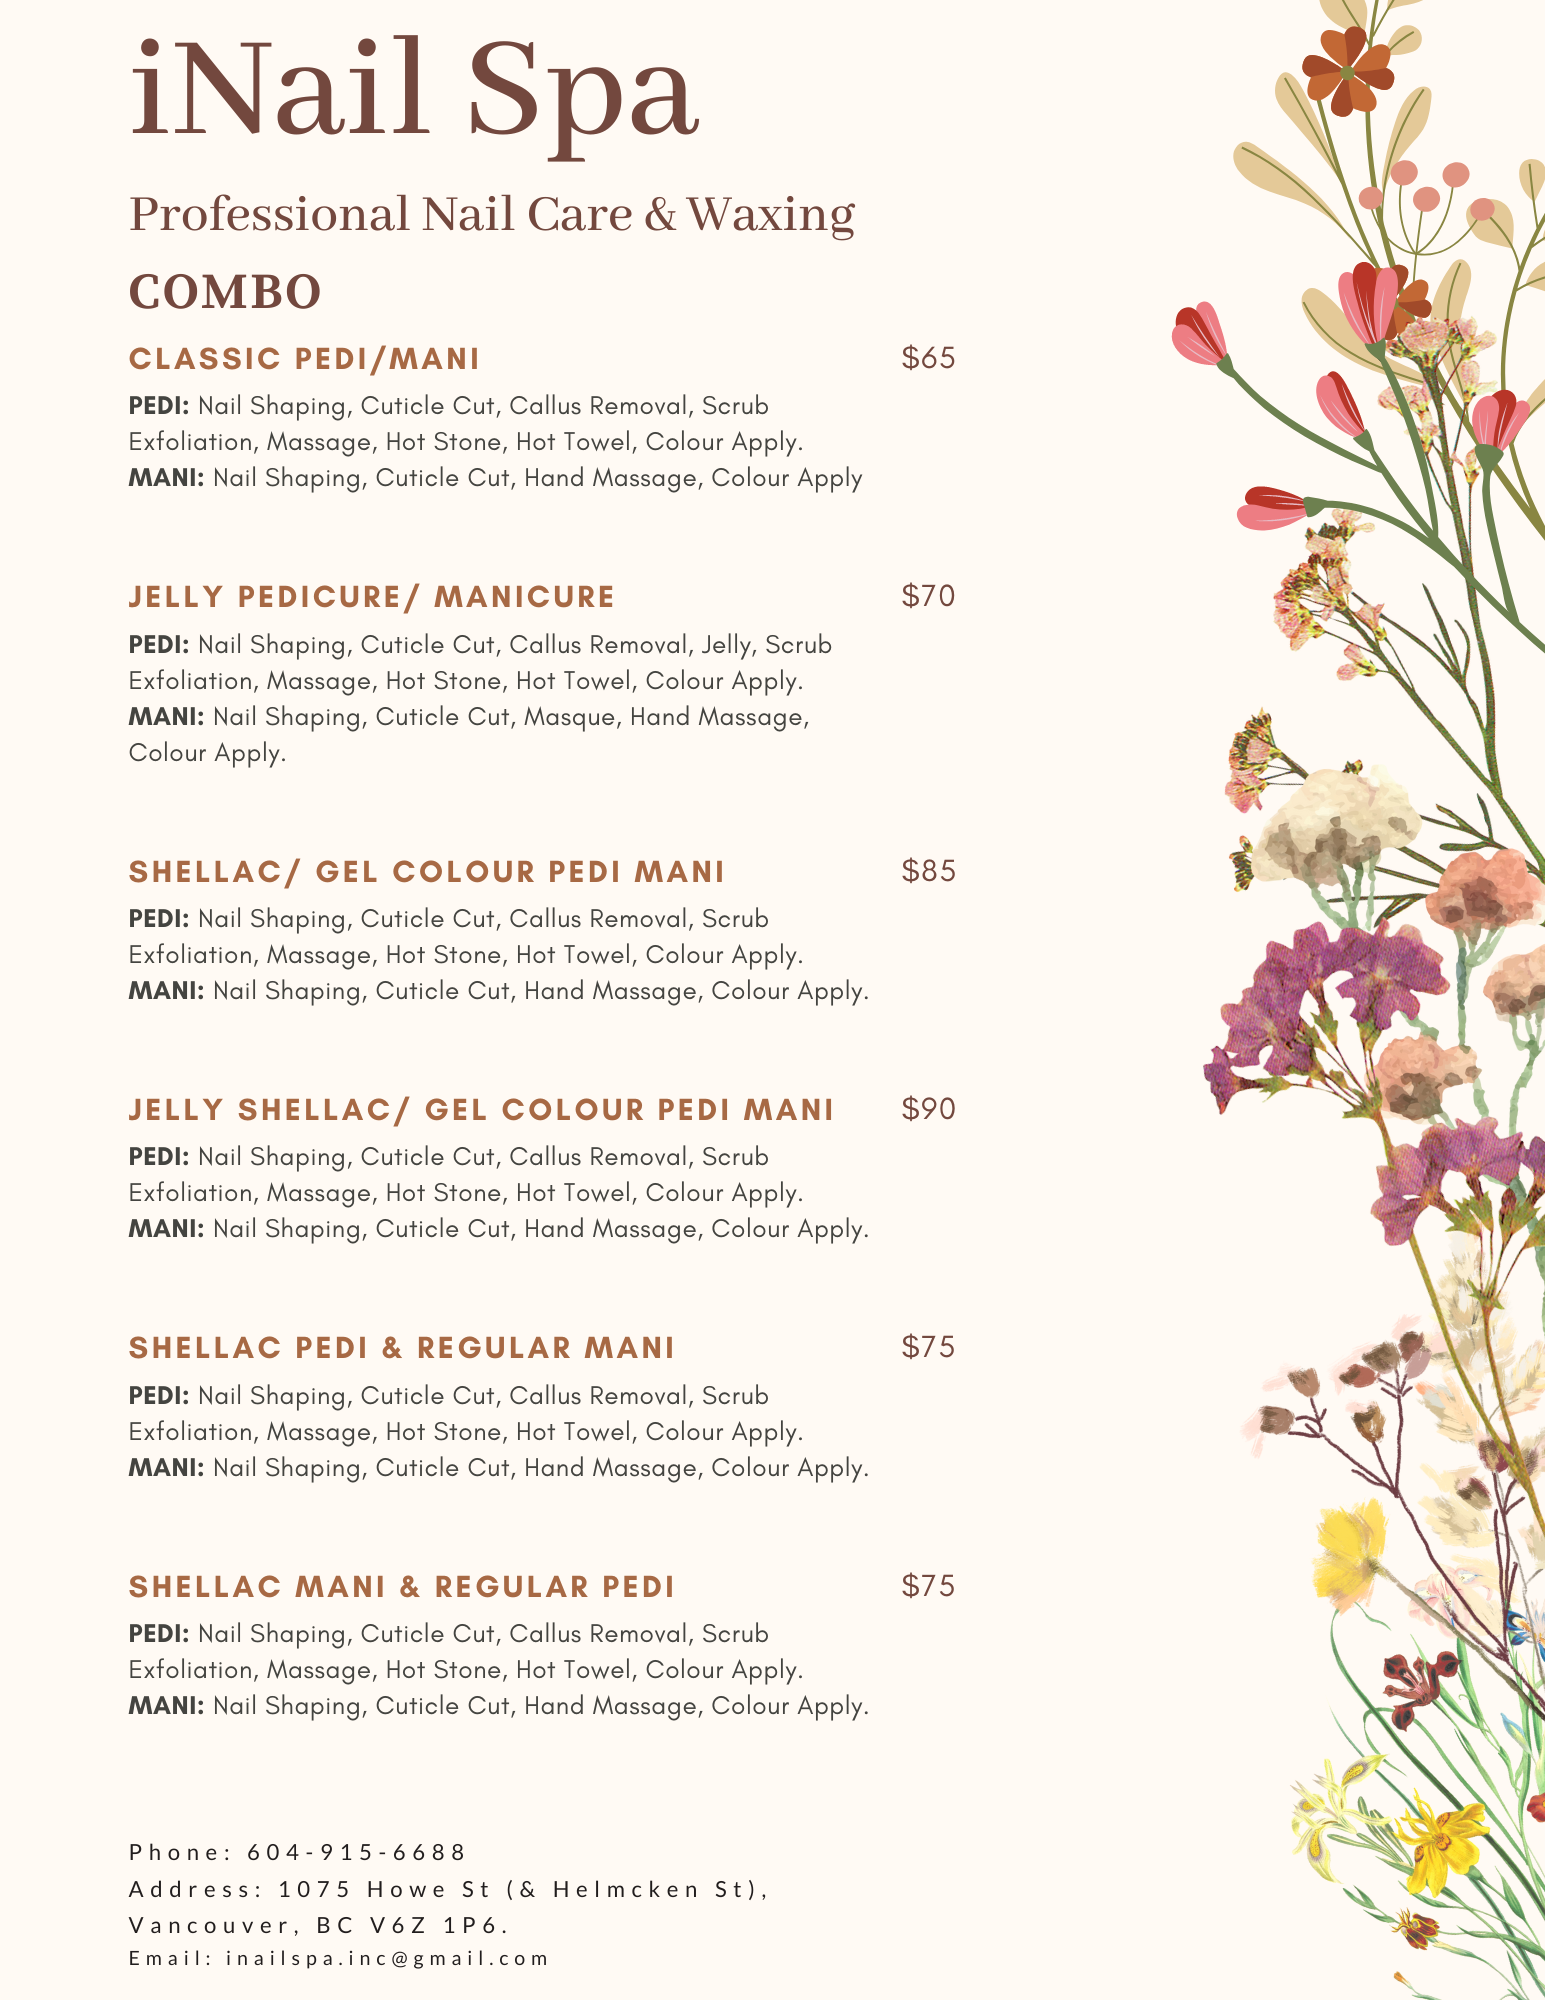 iNail Spa
Professional Nail Care & Waxing
COMBO
CLASSIC PEDI/MANI $65
PEDI: Nail Shaping, Cuticle Cut, Callus Removal, Scrub
Exfoliation, Massage, Hot Stone, Hot Towel, Colour Apply.
MANI: Nail Shaping, Cuticle Cut, Hand Massage, Colour Apply
JELLY PEDICURE/ MANICURE $70
PEDI: Nail Shaping, Cuticle Cut, Callus Removal, Jelly, Scrub
Exfoliation, Massage, Hot Stone, Hot Towel, Colour Apply.
MANI: Nail Shaping, Cuticle Cut, Masque, Hand Massage,
Colour Apply.
SHELLAC/ GEL COLOUR PEDI MANI $85
PEDI: Nail Shaping, Cuticle Cut, Callus Removal, Scrub
Exfoliation, Massage, Hot Stone, Hot Towel, Colour Apply.
MANI: Nail Shaping, Cuticle Cut, Hand Massage, Colour Apply.
JELLY SHELLAC/ GEL COLOUR PEDI MANI $90
PEDI: Nail Shaping, Cuticle Cut, Callus Removal, Scrub
Exfoliation, Massage, Hot Stone, Hot Towel, Colour Apply.
MANI: Nail Shaping, Cuticle Cut, Hand Massage, Colour Apply.
SHELLAC PEDI & REGULAR MANI $75
PEDI: Nail Shaping, Cuticle Cut, Callus Removal, Scrub
Exfoliation, Massage, Hot Stone, Hot Towel, Colour Apply.
MANI: Nail Shaping, Cuticle Cut, Hand Massage, Colour Apply.
SHELLAC MANI & REGULAR PEDI $75
PEDI: Nail Shaping, Cuticle Cut, Callus Removal, Scrub
Exfoliation, Massage, Hot Stone, Hot Towel, Colour Apply.
MANI: Nail Shaping, Cuticle Cut, Hand Massage, Colour Apply.
Phone: 604-915-6688
Address: 1075 Howe St (& Helmcken St),
Vancouver, BC V6Z 1P6.
Email: inailspa.inc@gmail.com